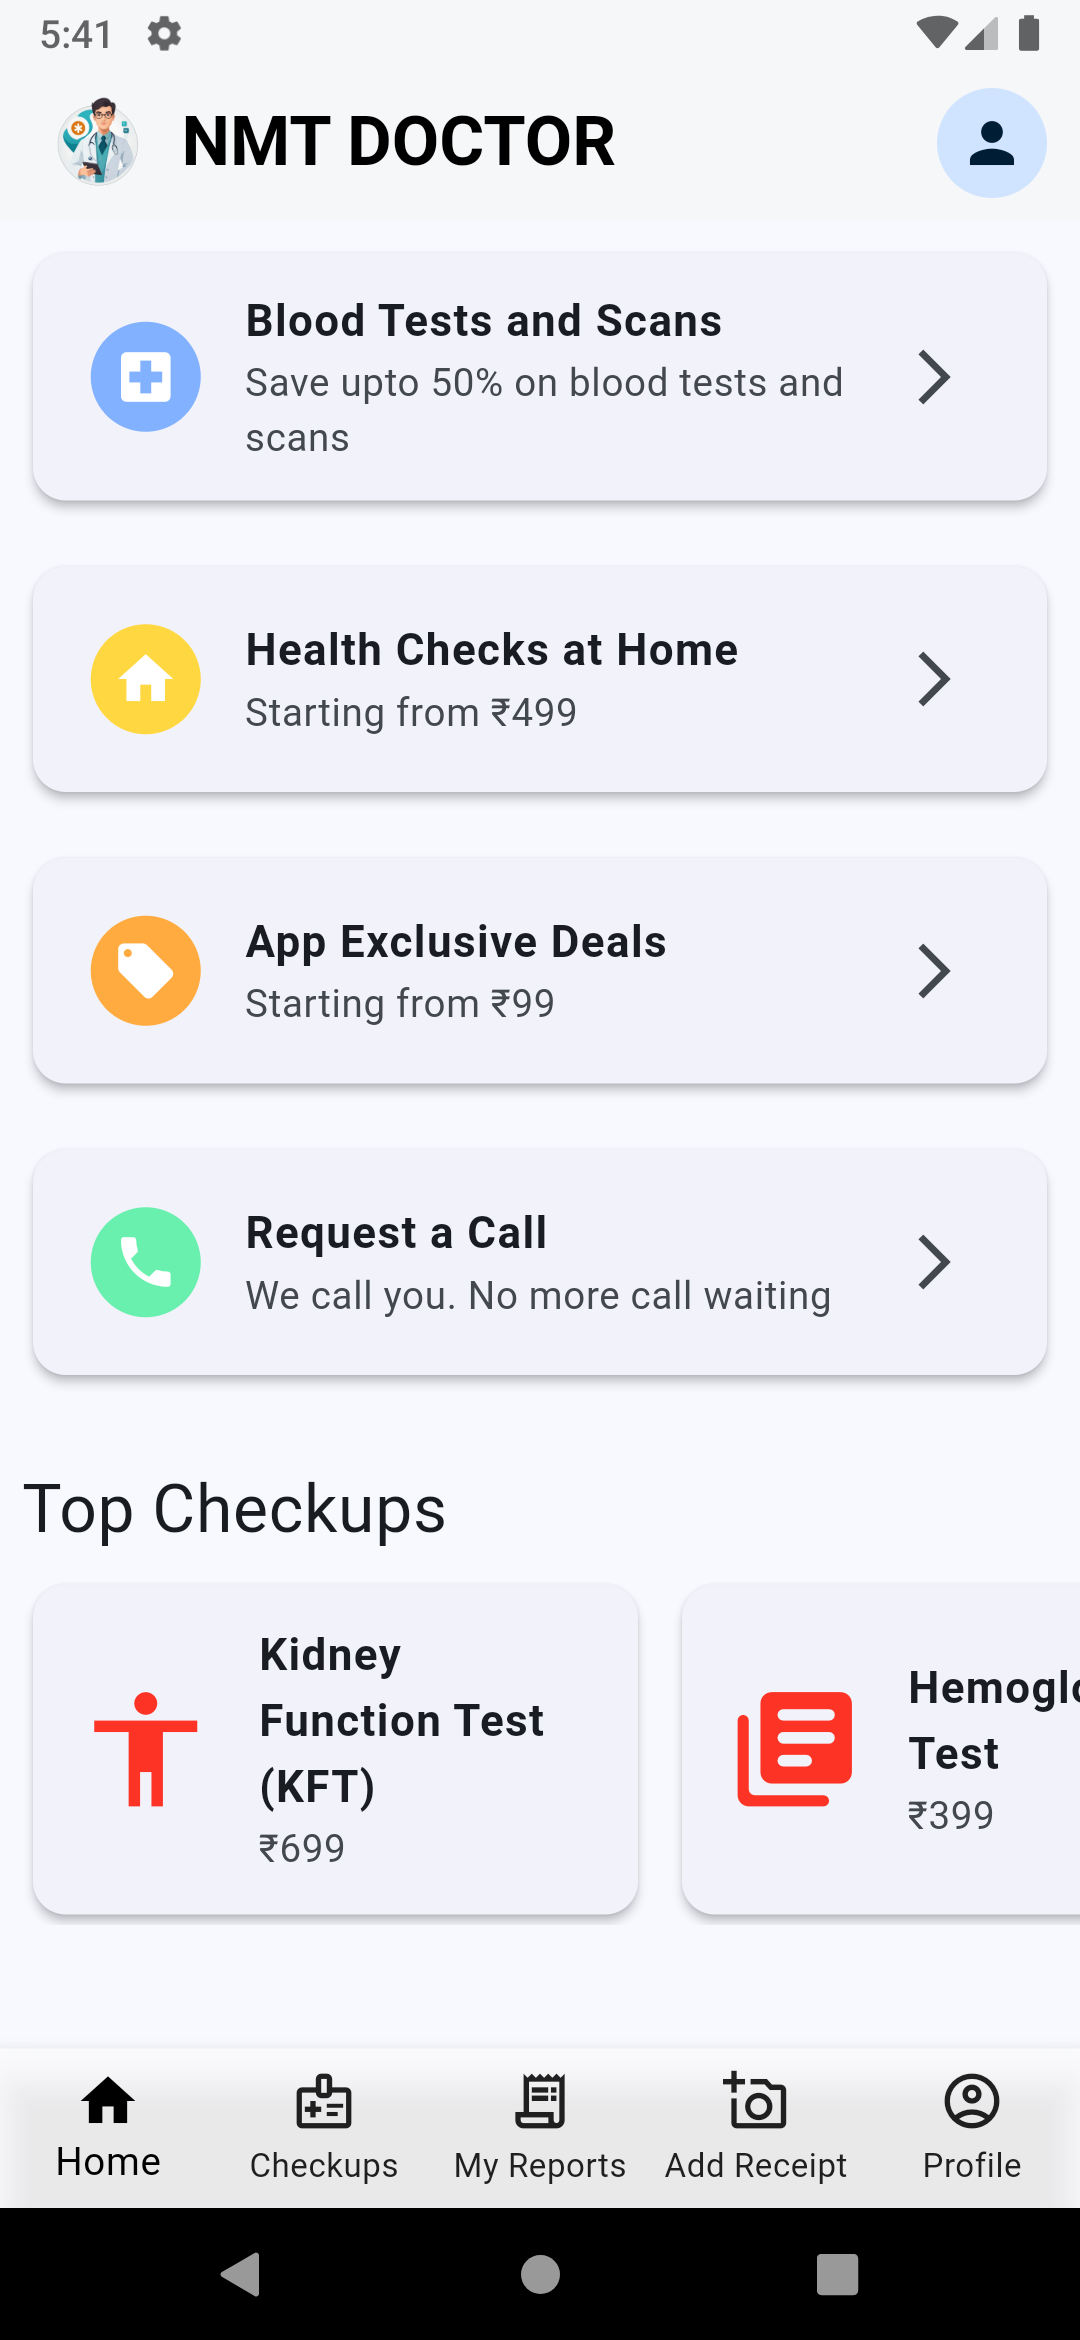 5:41
NMT DOCTOR
Blood Tests and Scans
Save upto 50% on blood tests and
scans
Health Checks at Home
Starting from ₹499
App Exclusive Deals
Starting from ₹99
Request a Call
We call you. No more call waiting
Top Checkups
Kidney
Function Test
(KFT)
₹699
Test
₹399
Home
Checkups
My Reports
Add Receipt
Profile